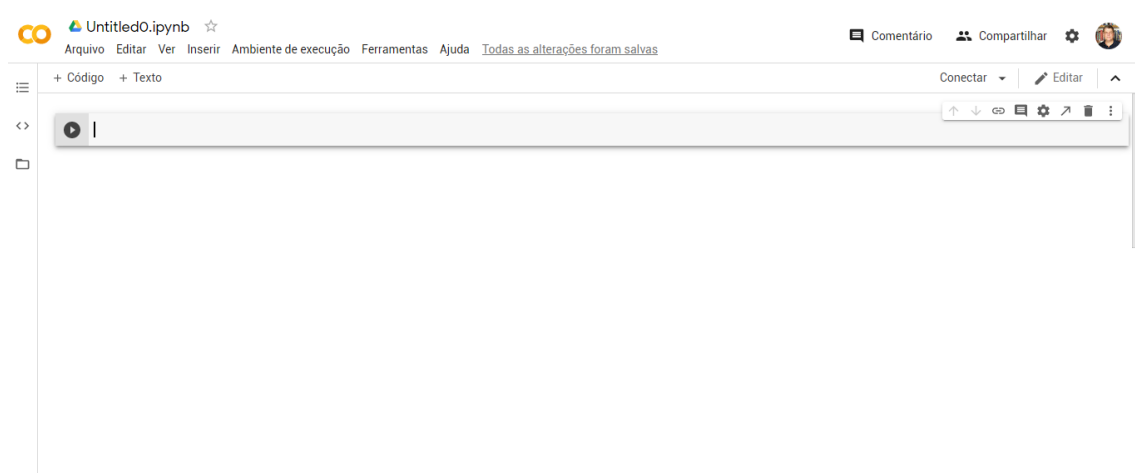 Untitled0.ipynb
Arquivo Editar Ver Inserir Ambiente de execução Ferramentas Ajuda Todas as alterações foram salvas
Comentário Compartilhar
+ Código + Texto
Conectar Editar